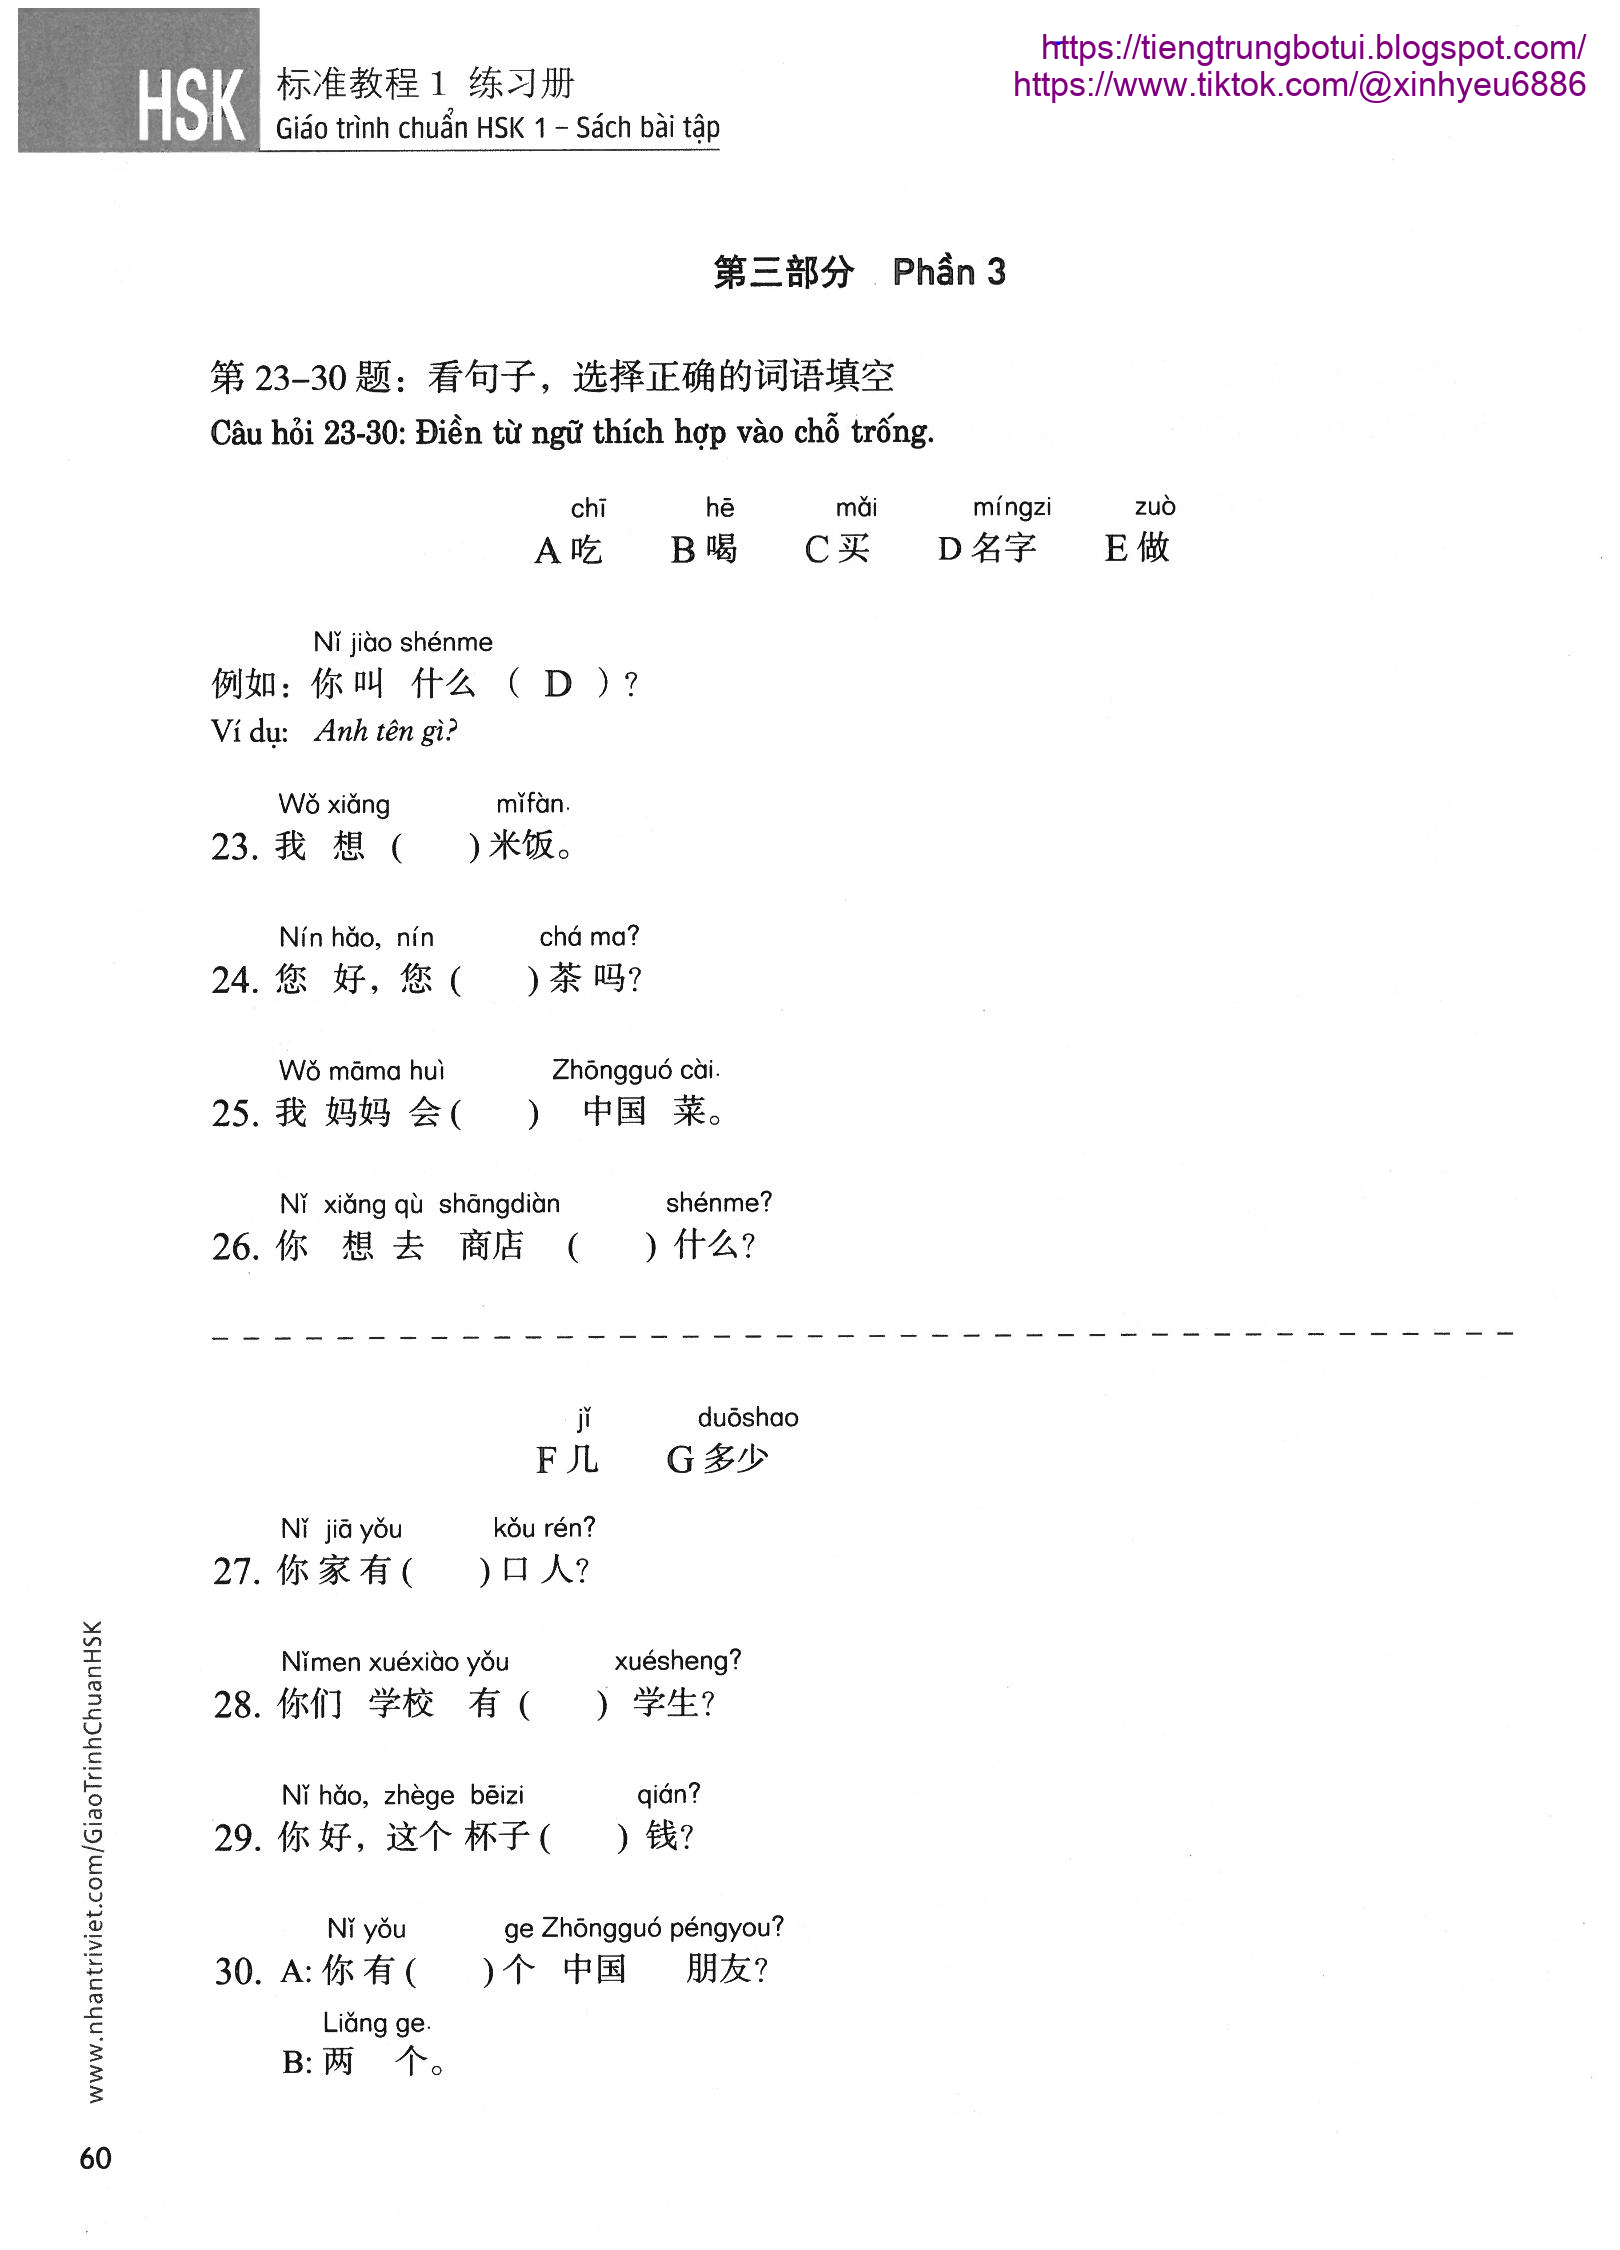 https://tiengtrungbotui.blogspot.com/
https://www.tiktok.com/@xinhyeu6886
HSK 标准教程 1 练习册
Giáo trình chuẩn HSK 1 – Sách bài tập
第三部分 Phần 3
第 23–30 题：看句子，选择正确的词语填空
Câu hỏi 23-30: Điền từ ngữ thích hợp vào chỗ trống.
chī hē mǎi míngzi zuò
A 吃 B 喝 C 买 D 名字 E 做
Nǐ jiào shénme
例如：你 叫 什么 （ D ）？
Ví dụ: Anh tên gì?
Wǒ xiǎng mǐfàn.
23. 我 想 ( ) 米饭。
Nín hǎo, nín chá ma?
24. 您 好，您 ( ) 茶 吗？
Wǒ māma huì Zhōngguó cài.
25. 我 妈妈 会 ( ) 中国 菜。
Nǐ xiǎng qù shāngdiàn shénme?
26. 你 想 去 商店 ( ) 什么？
jǐ duōshao
F 几 G 多少
Nǐ jiā yǒu kǒu rén?
27. 你 家 有 ( ) 口 人？
Nǐmen xuéxiào yǒu xuésheng?
28. 你们 学校 有 ( ) 学生？
Nǐ hǎo, zhège bēizi qián?
29. 你 好，这个 杯子 ( ) 钱？
Nǐ yǒu ge Zhōngguó péngyou?
30. A: 你 有 ( ) 个 中国 朋友？
Liǎng ge.
B: 两 个。
www.nhantriviet.com/GiaoTrinhChuanHSK
60